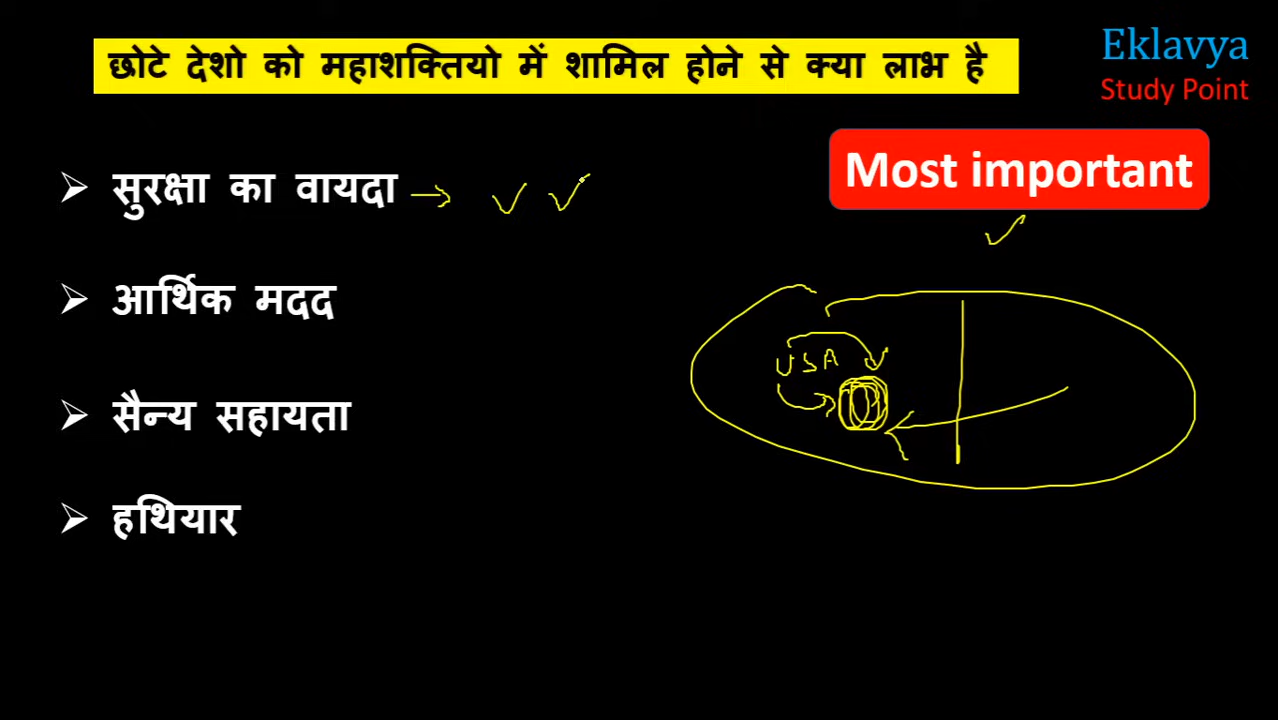 छोटे देशो को महाशक्तियो में शामिल होने से क्या लाभ है
Eklavya
Study Point
Most important
सुरक्षा का वायदा
आर्थिक मदद
सैन्य सहायता
हथियार
USA